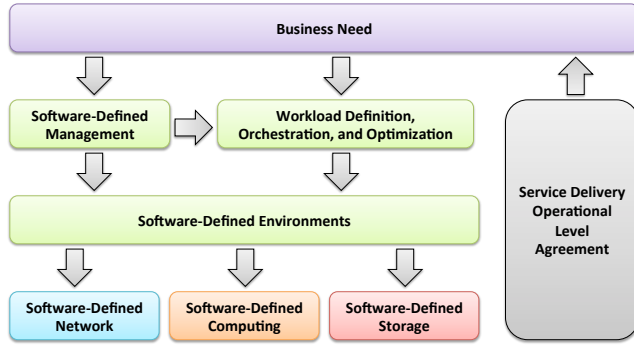 Business Need
Software-Defined
Management
Workload Definition,
Orchestration, and Optimization
Service Delivery
Operational
Level
Agreement
Software-Defined Environments
Software-Defined
Network
Software-Defined
Computing
Software-Defined
Storage